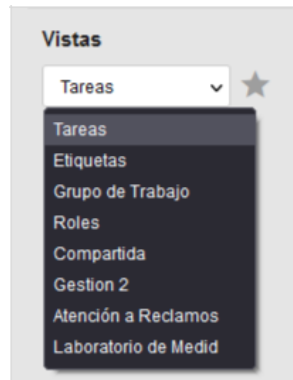 Vistas
Tareas
Tareas
Etiquetas
Grupo de Trabajo
Roles
Compartida
Gestion 2
Atención a Reclamos
Laboratorio de Medid